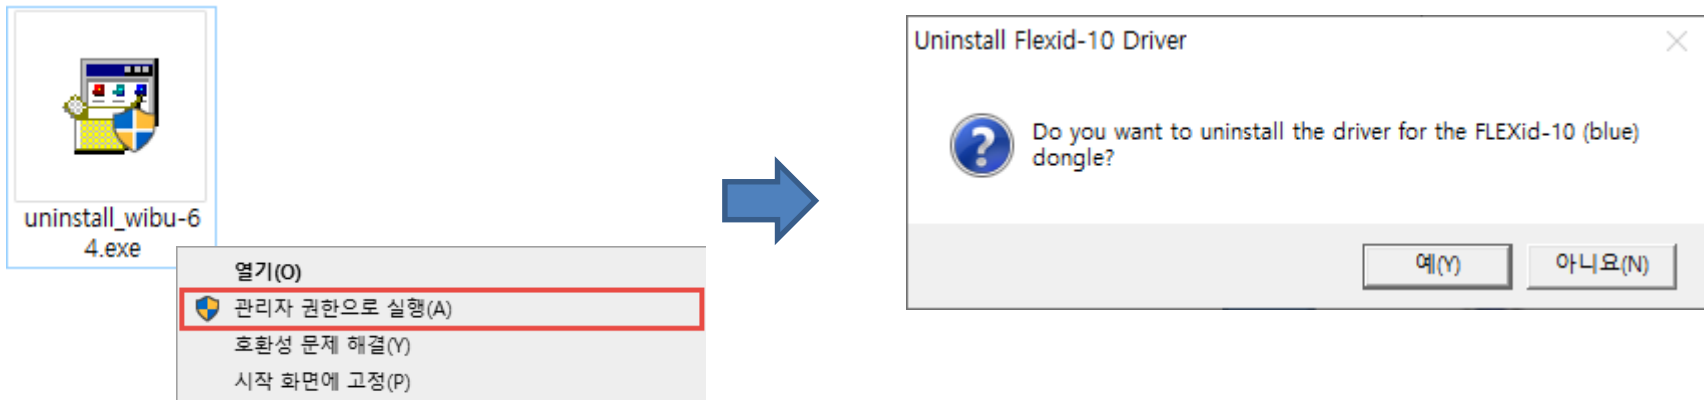 uninstall_wibu-6
4.exe
열기(O)
관리자 권한으로 실행(A)
호환성 문제 해결(Y)
시작 화면에 고정(P)
Uninstall Flexid-10 Driver
Do you want to uninstall the driver for the FLEXid-10 (blue)
dongle?
예(Y)
아니요(N)